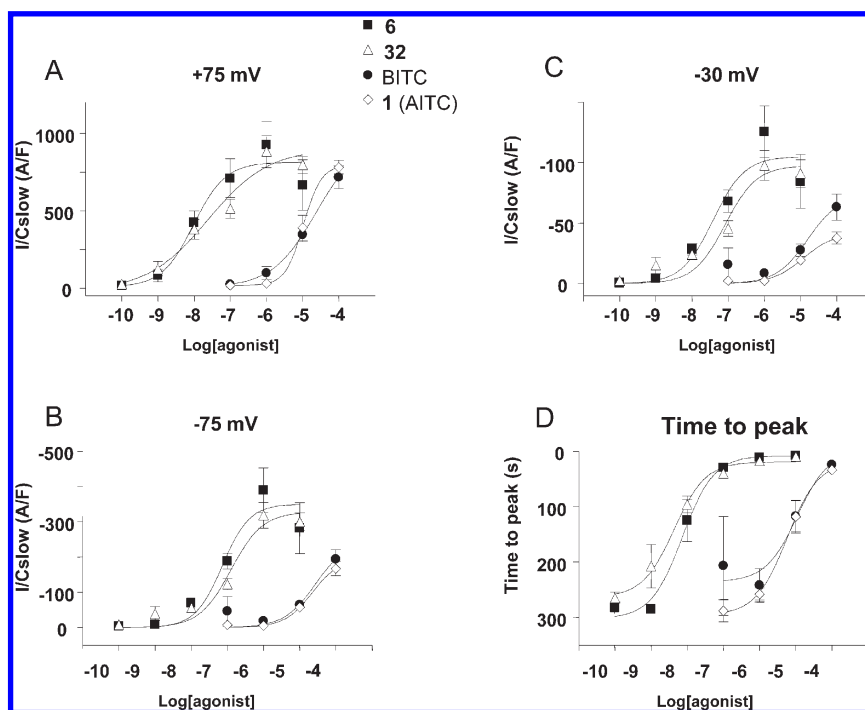 6
32
BITC
1 (AITC)
A
+75 mV
I/Cslow (A/F)
1000
500
0
-10 -9 -8 -7 -6 -5 -4
Log[agonist]
C
-30 mV
I/Cslow (A/F)
-100
-50
0
-10 -9 -8 -7 -6 -5 -4
Log[agonist]
B
-75 mV
I/Cslow (A/F)
-500
-300
-100
0
-10 -9 -8 -7 -6 -5 -4
Log[agonist]
D
Time to peak
Time to peak (s)
0
100
200
300
-10 -9 -8 -7 -6 -5 -4
Log[agonist]